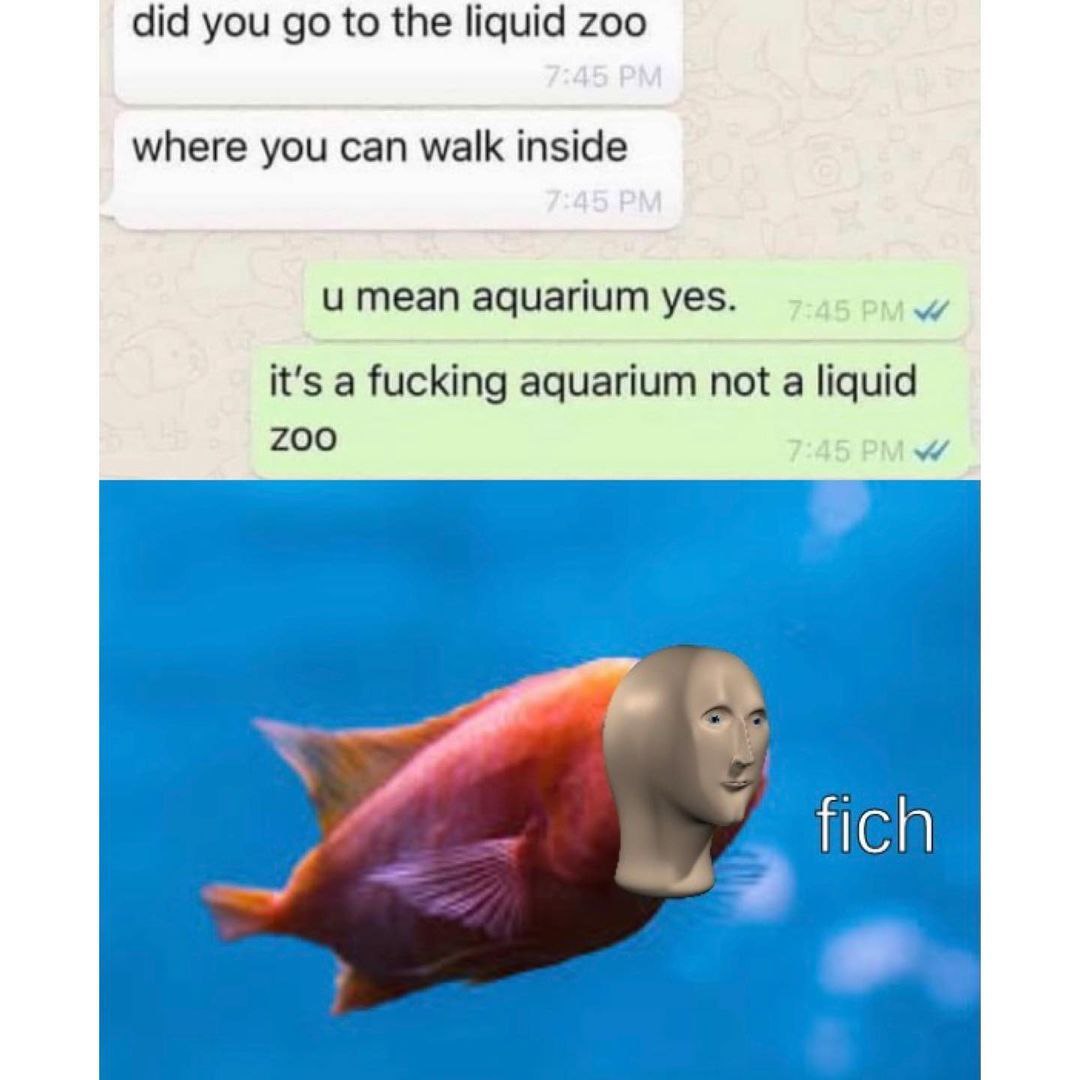 did you go to the liquid zoo
7:45 PM
where you can walk inside
7:45 PM
u mean aquarium yes. 7:45 PM
it's a fucking aquarium not a liquid
zoo 7:45 PM
fich